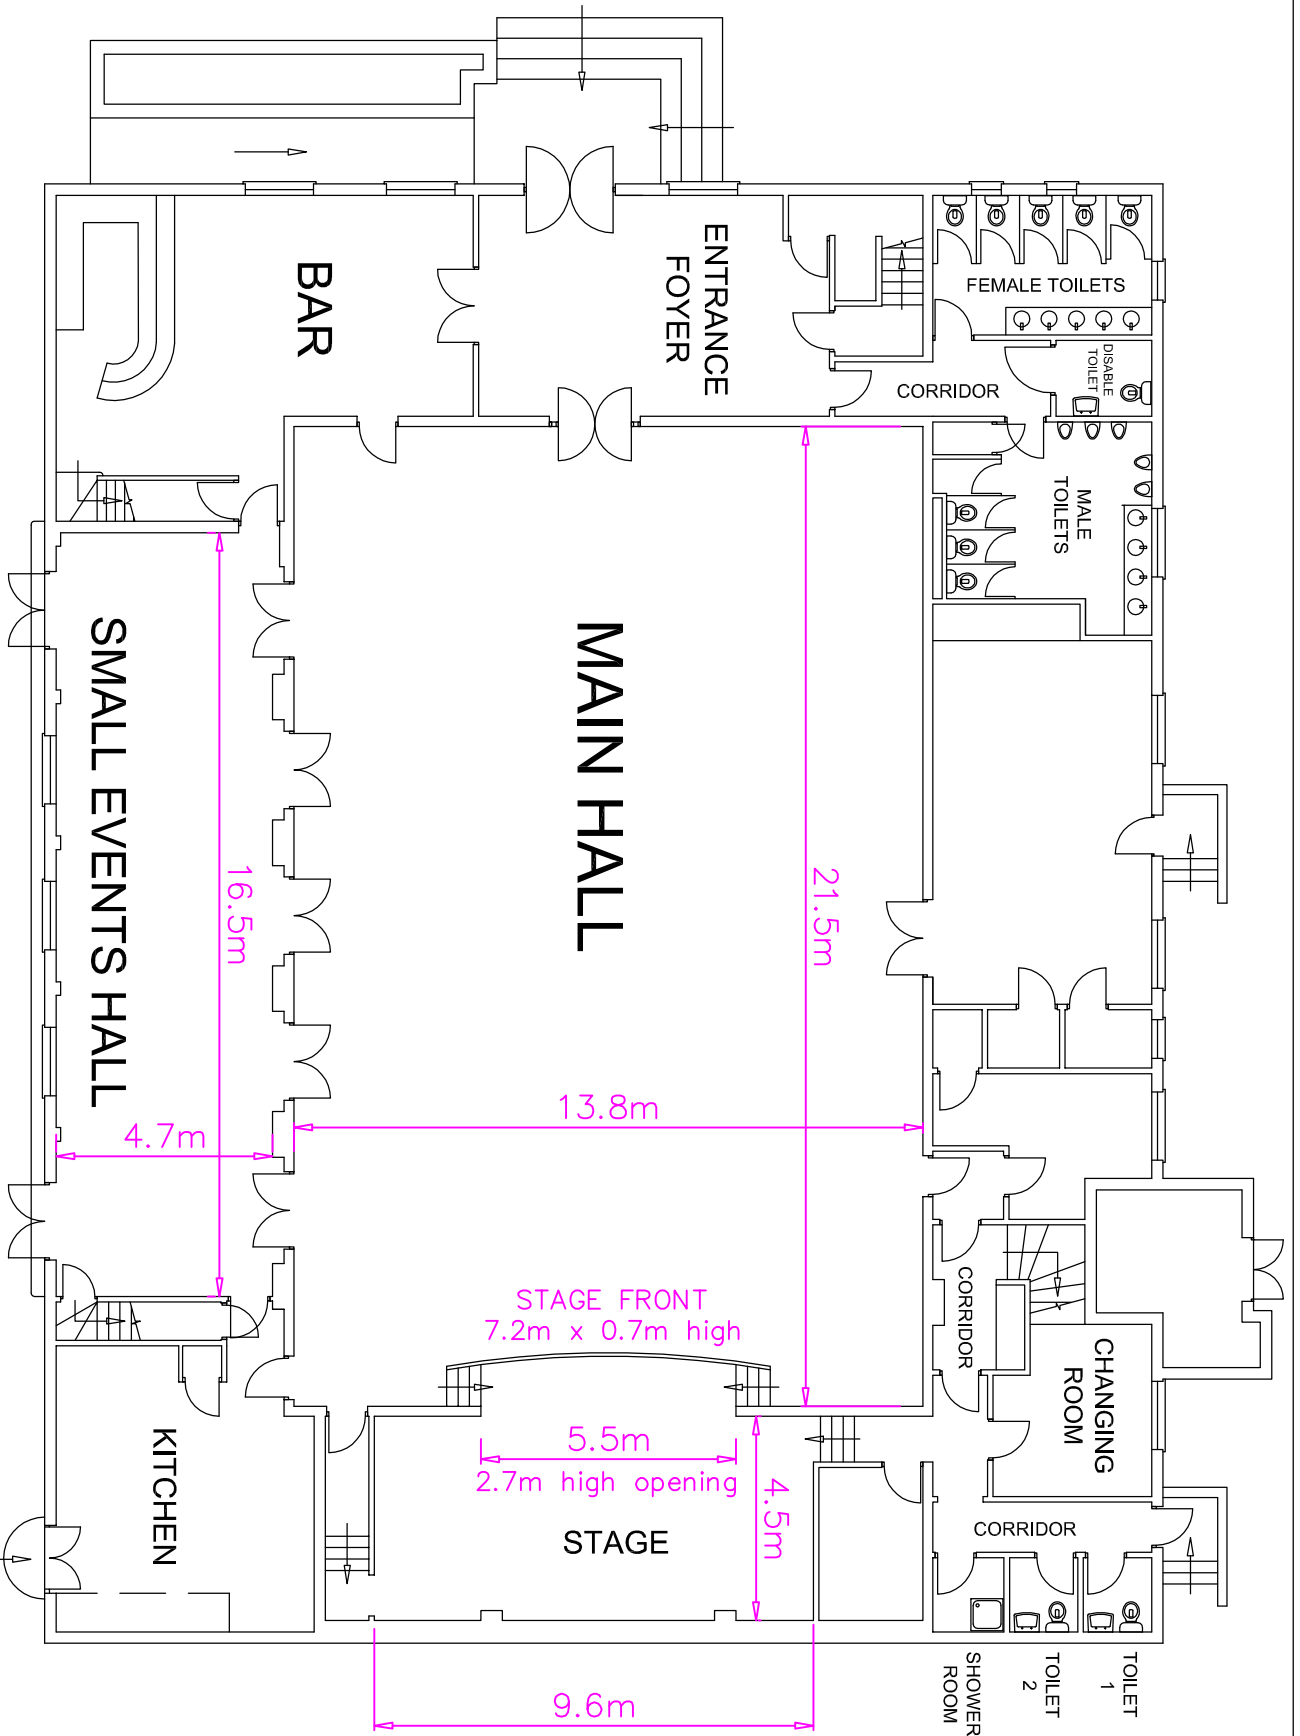 ENTRANCE
FOYER
BAR
FEMALE TOILETS
DISABLE
TOILET
CORRIDOR
MALE
TOILETS
MAIN HALL
SMALL EVENTS HALL
16.5m
21.5m
13.8m
4.7m
STAGE FRONT
7.2m x 0.7m high
CORRIDOR
CHANGING
ROOM
5.5m
2.7m high opening
4.5m
STAGE
KITCHEN
CORRIDOR
SHOWER
ROOM
TOILET
2
TOILET
1
9.6m